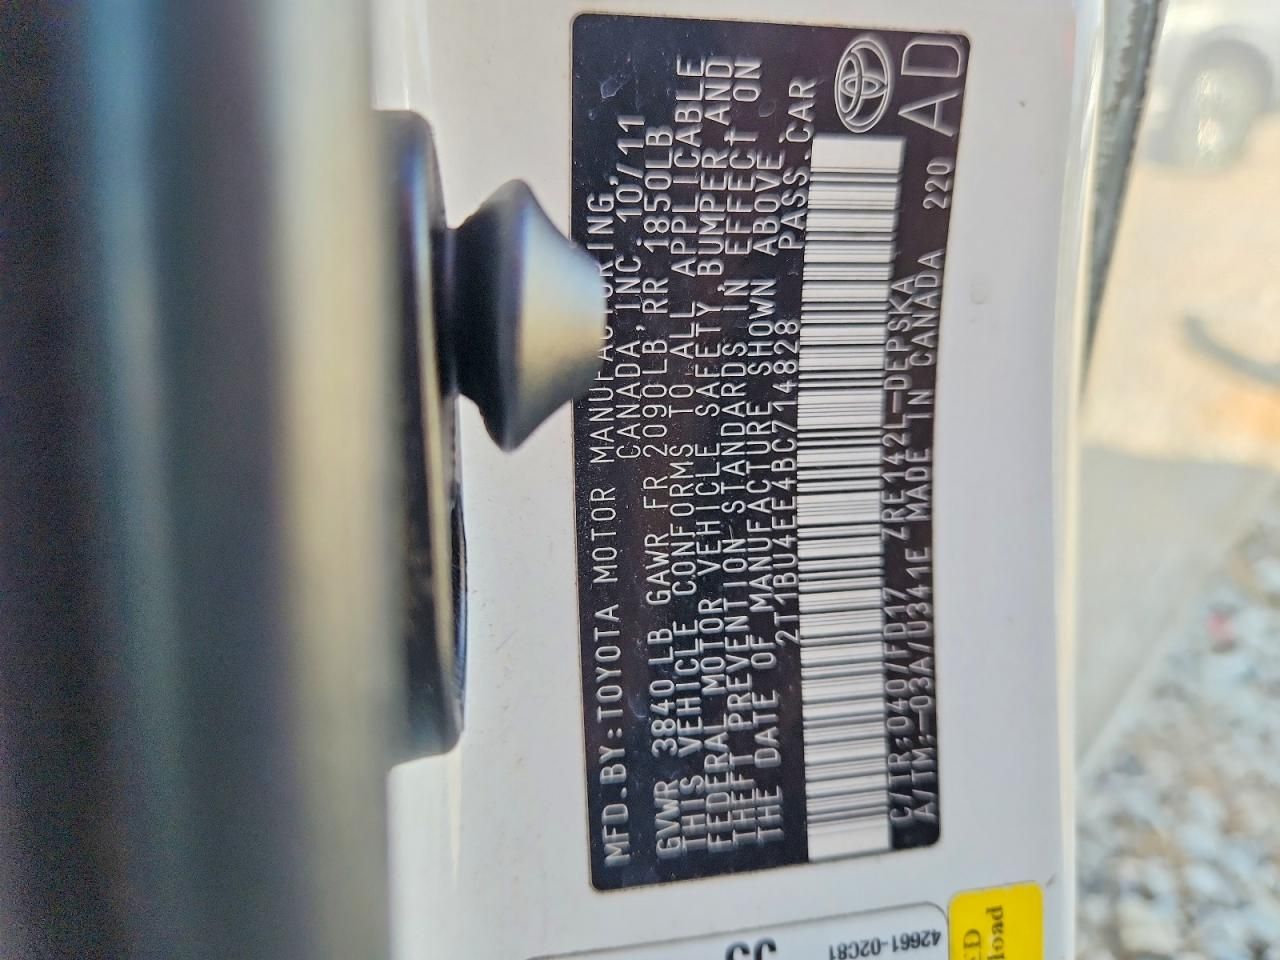 MFD.BY:TOYOTA MOTOR MANUFACTURING,
CANADA, INC. 10/11
GVWR 3840LB GAWR FR 2090LB, RR 1850LB
THIS VEHICLE CONFORMS TO ALL APPLICABLE
FEDERAL MOTOR VEHICLE SAFETY, BUMPER, AND
THEFT PREVENTION STANDARDS IN EFFECT ON
THE DATE OF MANUFACTURE SHOWN ABOVE.
2T1BU4EE4BC714828 PASS.CAR
C/TR:040/FD17 ZRE142L-DEPSKA
A/TM:-03A/U341E MADE IN CANADA 220
AD
42661-02C81
load